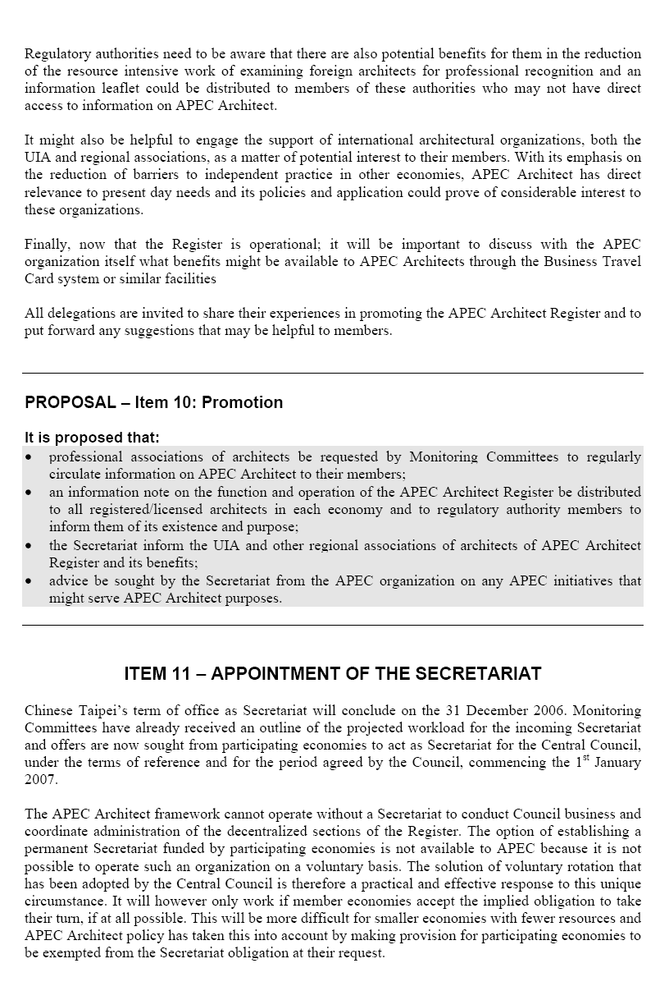 Regulatory authorities need to be aware that there are also potential benefits for them in the reduction
of the resource intensive work of examining foreign architects for professional recognition and an
information leaflet could be distributed to members of these authorities who may not have direct
access to information on APEC Architect.
It might also be helpful to engage the support of international architectural organizations, both the
UIA and regional associations, as a matter of potential interest to their members. With its emphasis on
the reduction of barriers to independent practice in other economies, APEC Architect has direct
relevance to present day needs and its policies and application could prove of considerable interest to
these organizations.
Finally, now that the Register is operational; it will be important to discuss with the APEC
organization itself what benefits might be available to APEC Architects through the Business Travel
Card system or similar facilities
All delegations are invited to share their experiences in promoting the APEC Architect Register and to
put forward any suggestions that may be helpful to members.
PROPOSAL – Item 10: Promotion
It is proposed that:
• professional associations of architects be requested by Monitoring Committees to regularly
circulate information on APEC Architect to their members;
• an information note on the function and operation of the APEC Architect Register be distributed
to all registered/licensed architects in each economy and to regulatory authority members to
inform them of its existence and purpose;
• the Secretariat inform the UIA and other regional associations of architects of APEC Architect
Register and its benefits;
• advice be sought by the Secretariat from the APEC organization on any APEC initiatives that
might serve APEC Architect purposes.
ITEM 11 – APPOINTMENT OF THE SECRETARIAT
Chinese Taipei’s term of office as Secretariat will conclude on the 31 December 2006. Monitoring
Committees have already received an outline of the projected workload for the incoming Secretariat
and offers are now sought from participating economies to act as Secretariat for the Central Council,
under the terms of reference and for the period agreed by the Council, commencing the 1st January
2007.
The APEC Architect framework cannot operate without a Secretariat to conduct Council business and
coordinate administration of the decentralized sections of the Register. The option of establishing a
permanent Secretariat funded by participating economies is not available to APEC because it is not
possible to operate such an organization on a voluntary basis. The solution of voluntary rotation that
has been adopted by the Central Council is therefore a practical and effective response to this unique
circumstance. It will however only work if member economies accept the implied obligation to take
their turn, if at all possible. This will be more difficult for smaller economies with fewer resources and
APEC Architect policy has taken this into account by making provision for participating economies to
be exempted from the Secretariat obligation at their request.